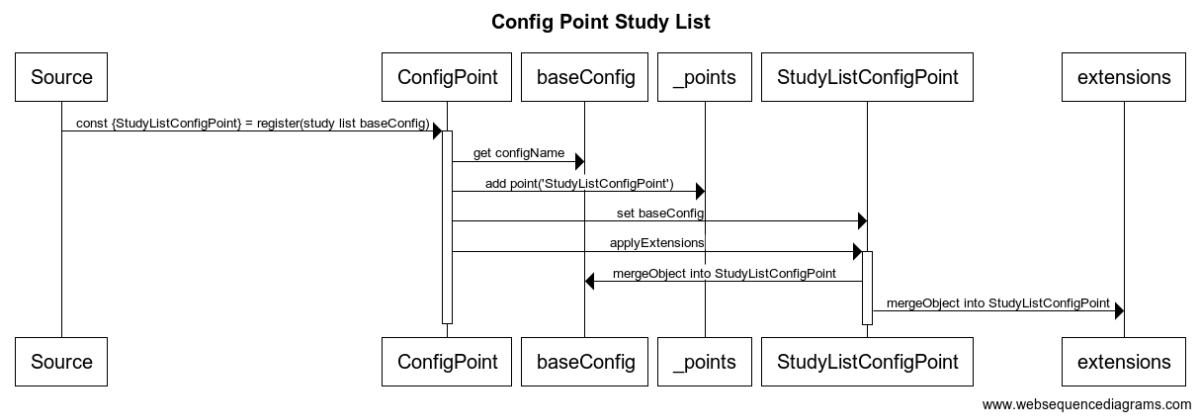 Config Point Study List
Source
ConfigPoint
baseConfig
_points
StudyListConfigPoint
extensions
const {StudyListConfigPoint} = register(study list baseConfig)
get configName
add point('StudyListConfigPoint')
set baseConfig
applyExtensions
mergeObject into StudyListConfigPoint
mergeObject into StudyListConfigPoint
Source
ConfigPoint
baseConfig
_points
StudyListConfigPoint
extensions
www.websequencediagrams.com